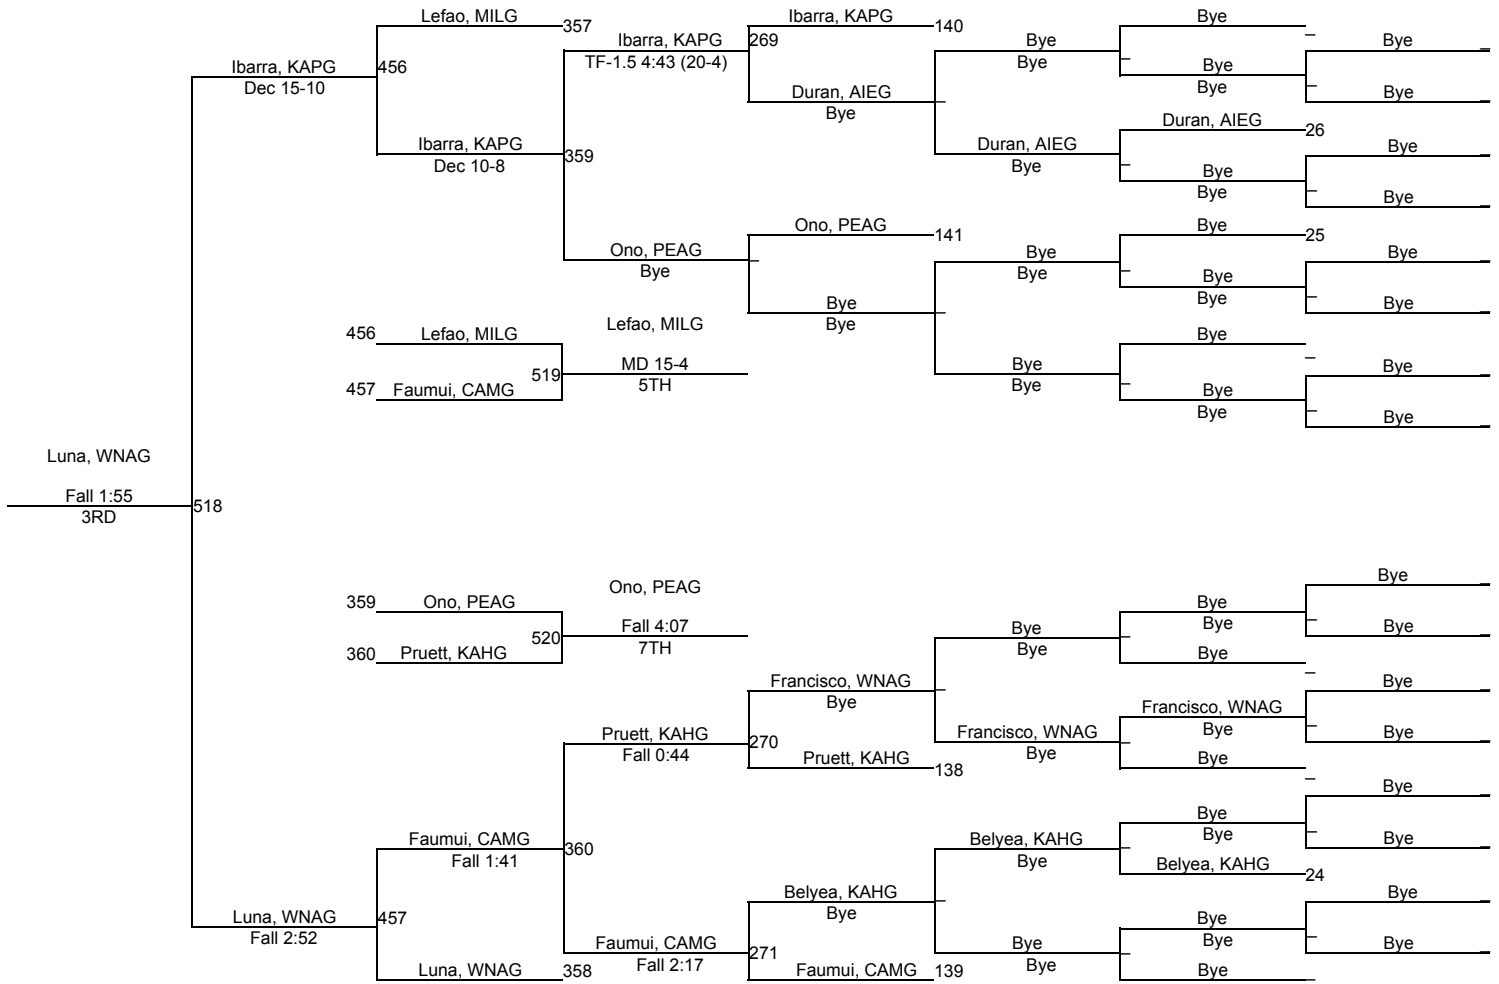 Lefao, MILG 357 Ibarra, KAPG 140 Bye _
Ibarra, KAPG 269 Bye Bye _
TF-1.5 4:43 (20-4) Bye _
Ibarra, KAPG 456 Bye
Dec 15-10 Duran, AIEG Bye Bye _
Bye _ Duran, AIEG 26
Ibarra, KAPG 359 Duran, AIEG Bye _
Dec 10-8 Bye _ Bye
Bye Bye _
Ono, PEAG 141 Bye 25
Ono, PEAG Bye Bye _
Bye _ Bye _ Bye
Bye Bye _ Bye _
Bye _ Bye
456 Lefao, MILG Lefao, MILG Bye _
519 MD 15-4 Bye Bye _
457 Faumui, CAMG 5TH Bye _ Bye
Bye _ Bye _
Luna, WNAG
Fall 1:55 518
3RD
Ono, PEAG Bye _
359 Ono, PEAG Bye
520 Fall 4:07 Bye Bye _ Bye _
360 Pruett, KAHG 7TH Bye _ Bye _
Francisco, WNAG Bye _
Bye _ Francisco, WNAG
Pruett, KAHG 270 Francisco, WNAG Bye _ Bye _
Fall 0:44 Pruett, KAHG 138 Bye _ Bye _
Bye _
Faumui, CAMG 360 Belyea, KAHG Bye Bye _
Fall 1:41 Bye _ Bye _
Belyea, KAHG 24
Belyea, KAHG Bye _
Luna, WNAG 457 Bye _ Bye
Fall 2:52 Faumui, CAMG 271 Bye Bye _ Bye _
Fall 2:17 Bye _
Luna, WNAG 358 Faumui, CAMG 139 Bye _